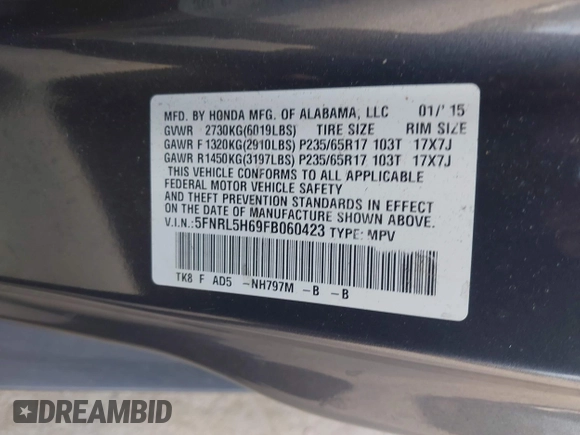 MFD. BY HONDA MFG. OF ALABAMA, LLC 01/'15
GVWR 2730KG(6019LBS) TIRE SIZE RIM SIZE
GAWR F1320KG(2910LBS) P235/65R17 103T 17X7J
GAWR R1450KG(3197LBS) P235/65R17 103T 17X7J
THIS VEHICLE CONFORMS TO ALL APPLICABLE
FEDERAL MOTOR VEHICLE SAFETY
AND THEFT PREVENTION STANDARDS IN EFFECT
ON THE DATE OF MANUFACTURE SHOWN ABOVE.
V.I.N.:5FNRL5H69FB060423 TYPE: MPV
TK8 F AD5 -NH797M -B -B
DREAMBID